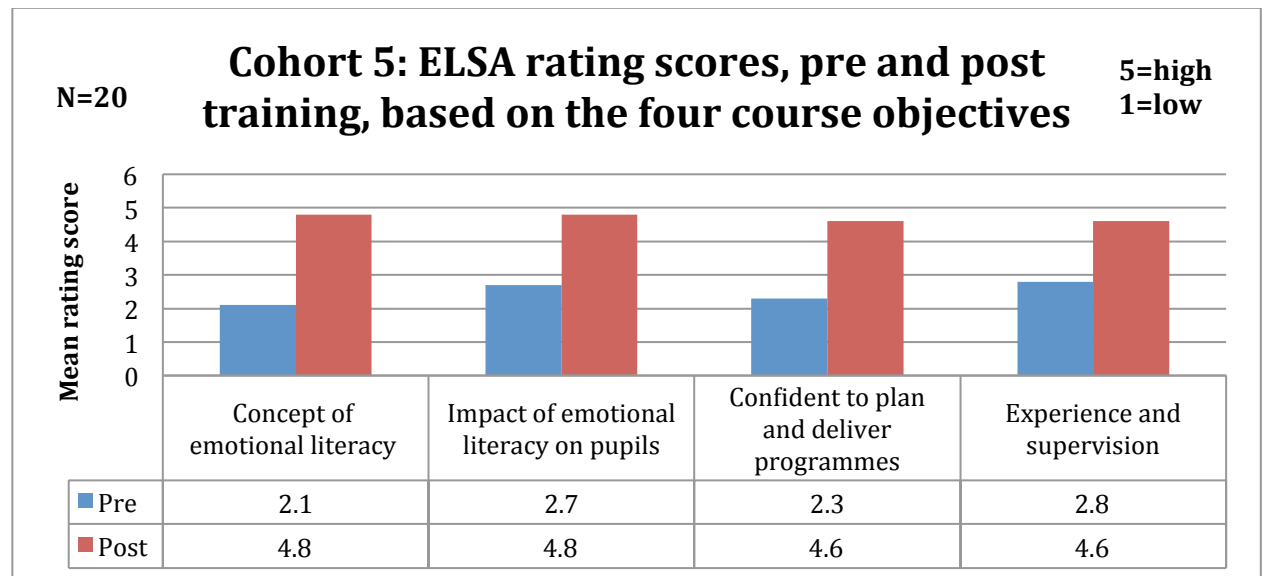 N=20
Cohort 5: ELSA rating scores, pre and post
training, based on the four course objectives
5=high
1=low
Mean rating score
6
5
4
3
2
1
0
Concept of
emotional literacy
Impact of emotional
literacy on pupils
Confident to plan
and deliver
programmes
Experience and
supervision
Pre 2.1 2.7 2.3 2.8
Post 4.8 4.8 4.6 4.6